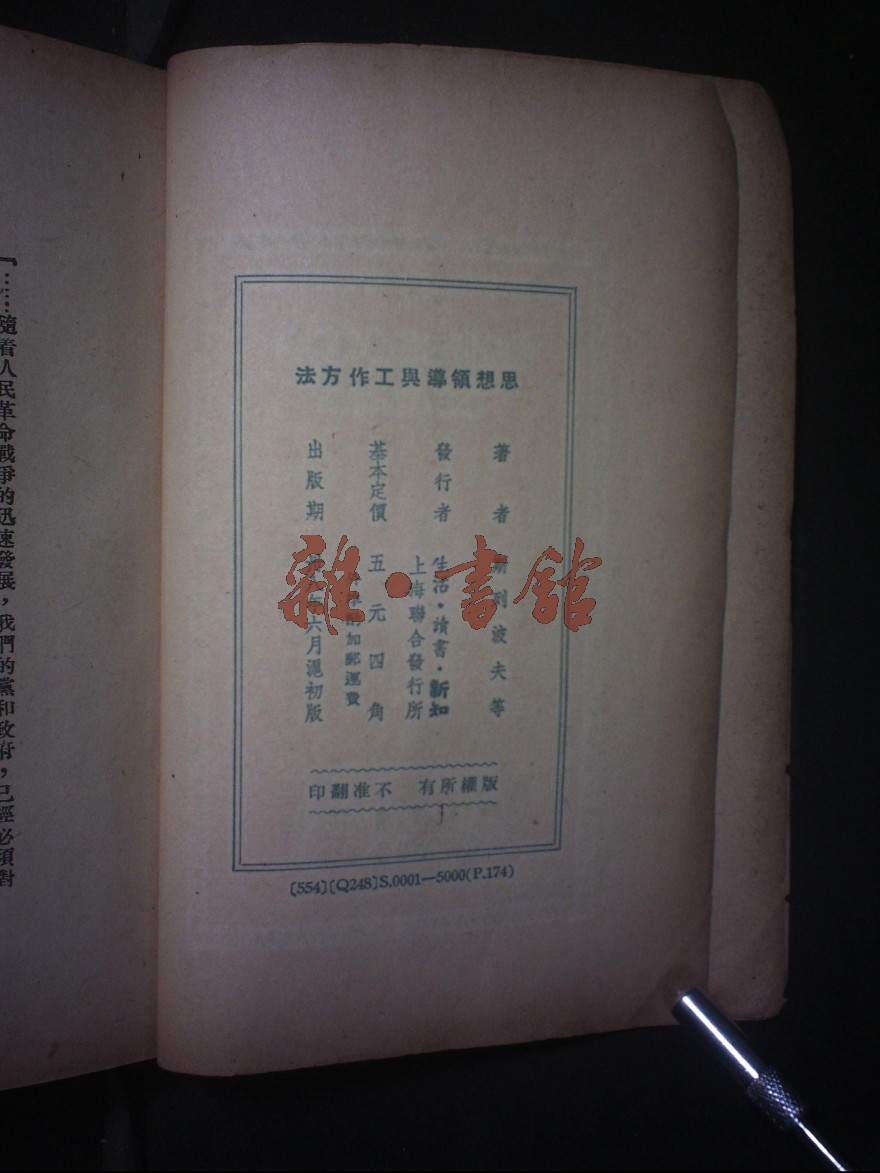 『……隨着人民革命戰爭的迅速發展，我們的黨和政府，已經必須對
思想領導與工作方法
著者 列波夫等
發行者 生活·讀書·新知
上海聯合發行所
基本定價 五元四角
加郵運費
出版期 年六月滬初版
版權所有 不准翻印
〔554〕〔Q248〕S.0001—5000(P.174)
雜·書館